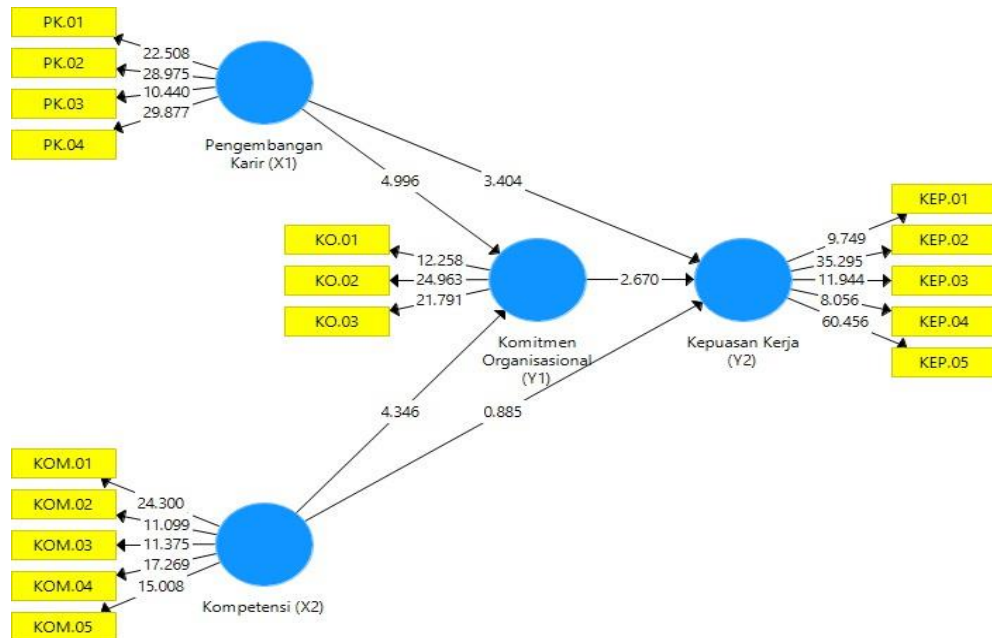 PK.01
22.508
PK.02
28.975
PK.03
10.440
PK.04
29.877
Pengembangan
Karir (X1)
4.996
3.404
KO.01
12.258
KO.02
24.963
KO.03
21.791
Komitmen
Organisasional
(Y1)
2.670
Kepuasan Kerja
(Y2)
KEP.01
9.749
KEP.02
35.295
KEP.03
11.944
KEP.04
8.056
KEP.05
60.456
4.346
0.885
KOM.01
24.300
KOM.02
11.099
KOM.03
11.375
KOM.04
17.269
KOM.05
15.008
Kompetensi (X2)